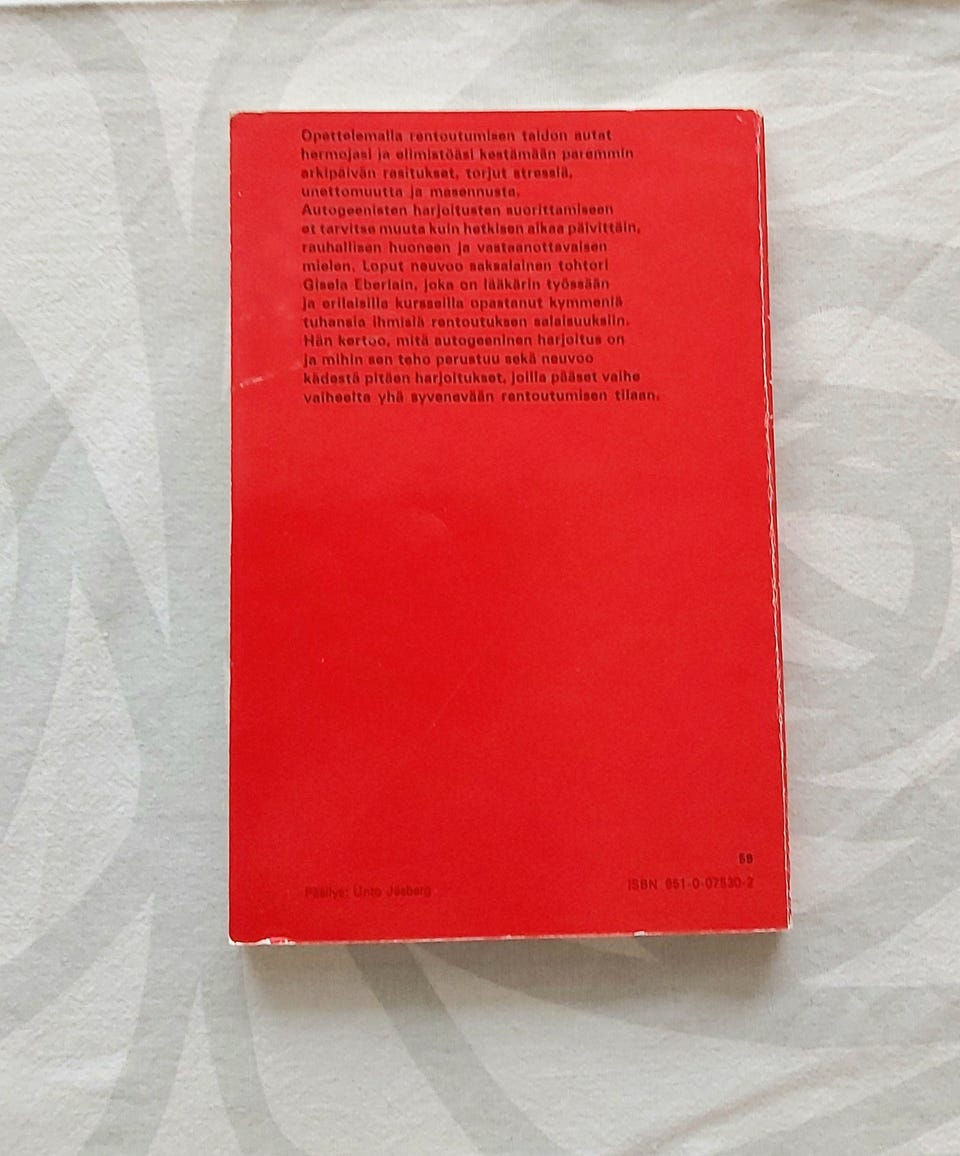 Opettelemalla rentoutumisen taidon autat
hermojasi ja elimistöäsi kestämään paremmin
arkipäivän rasitukset, torjut stressiä,
unettomuutta ja masennusta.
Autogeenisten harjoitusten suorittamiseen
et tarvitse muuta kuin hetkisen aikaa päivittäin,
rauhallisen huoneen ja vastaanottavaisen
mielen. Loput neuvoo saksalainen tohtori
Gisela Eberlein, joka on lääkärin työssään
ja erilaisilla kursseilla opastanut kymmeniä
tuhansia ihmisiä rentoutuksen salaisuuksiin.
Hän kertoo, mitä autogeeninen harjoitus on
ja mihin sen teho perustuu sekä neuvoo
kädestä pitäen harjoitukset, joilla pääset vaihe
vaiheelta yhä syvenevään rentoutumisen tilaan.
59
Päällys: Unto Jäsberg
ISBN 951-0-07530-2